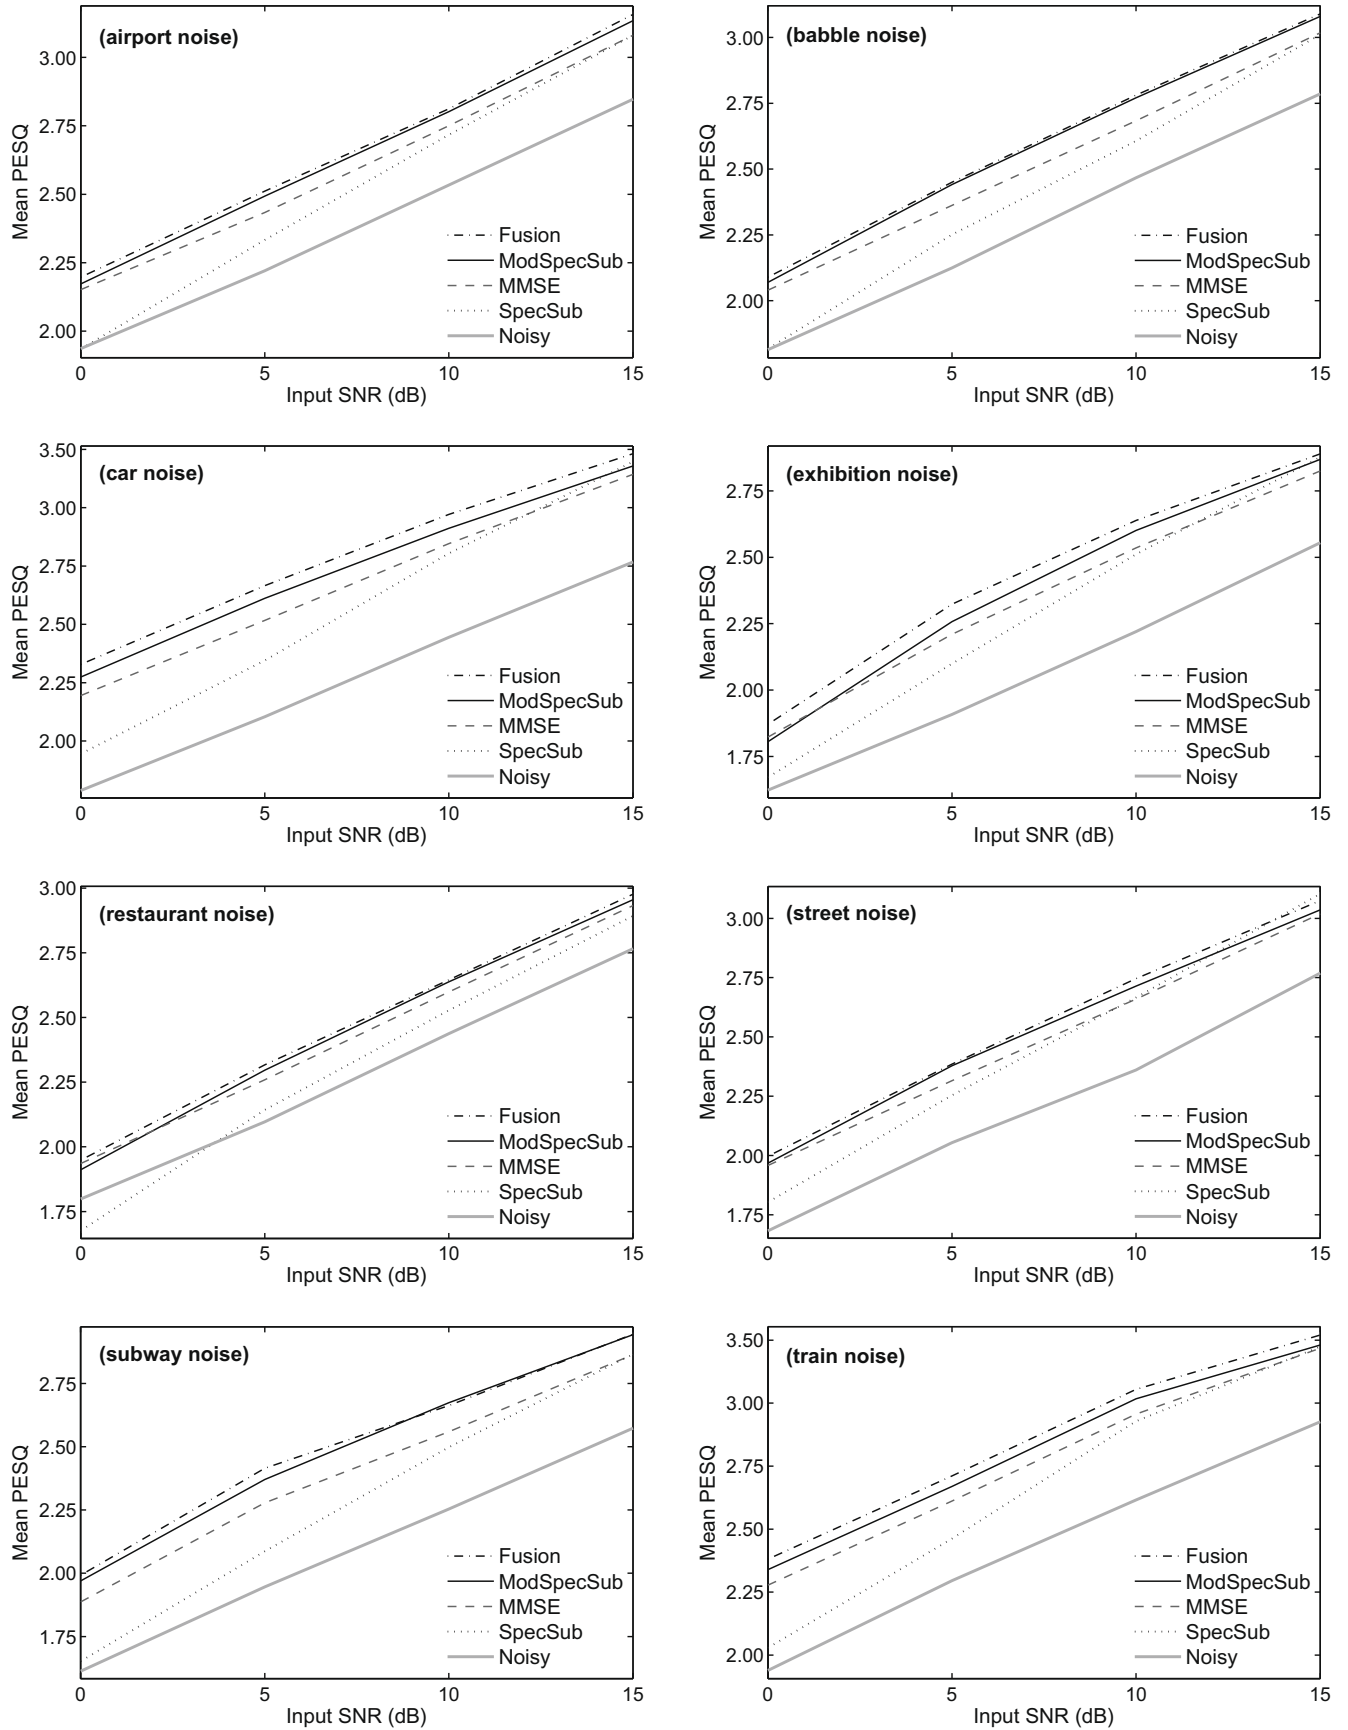 (airport noise)
Mean PESQ
3.00
2.75
2.50
2.25
2.00
Fusion
ModSpecSub
MMSE
SpecSub
Noisy
0 5 10 15
Input SNR (dB)
(babble noise)
Mean PESQ
3.00
2.75
2.50
2.25
2.00
Fusion
ModSpecSub
MMSE
SpecSub
Noisy
0 5 10 15
Input SNR (dB)
(car noise)
Mean PESQ
3.50
3.00
2.75
2.50
2.25
2.00
Fusion
ModSpecSub
MMSE
SpecSub
Noisy
0 5 10 15
Input SNR (dB)
(exhibition noise)
Mean PESQ
2.75
2.50
2.25
2.00
1.75
Fusion
ModSpecSub
MMSE
SpecSub
Noisy
0 5 10 15
Input SNR (dB)
(restaurant noise)
Mean PESQ
3.00
2.75
2.50
2.25
2.00
1.75
Fusion
ModSpecSub
MMSE
SpecSub
Noisy
0 5 10 15
Input SNR (dB)
(street noise)
Mean PESQ
3.00
2.75
2.50
2.25
2.00
1.75
Fusion
ModSpecSub
MMSE
SpecSub
Noisy
0 5 10 15
Input SNR (dB)
(subway noise)
Mean PESQ
2.75
2.50
2.25
2.00
1.75
Fusion
ModSpecSub
MMSE
SpecSub
Noisy
0 5 10 15
Input SNR (dB)
(train noise)
Mean PESQ
3.50
3.00
2.75
2.50
2.25
2.00
Fusion
ModSpecSub
MMSE
SpecSub
Noisy
0 5 10 15
Input SNR (dB)